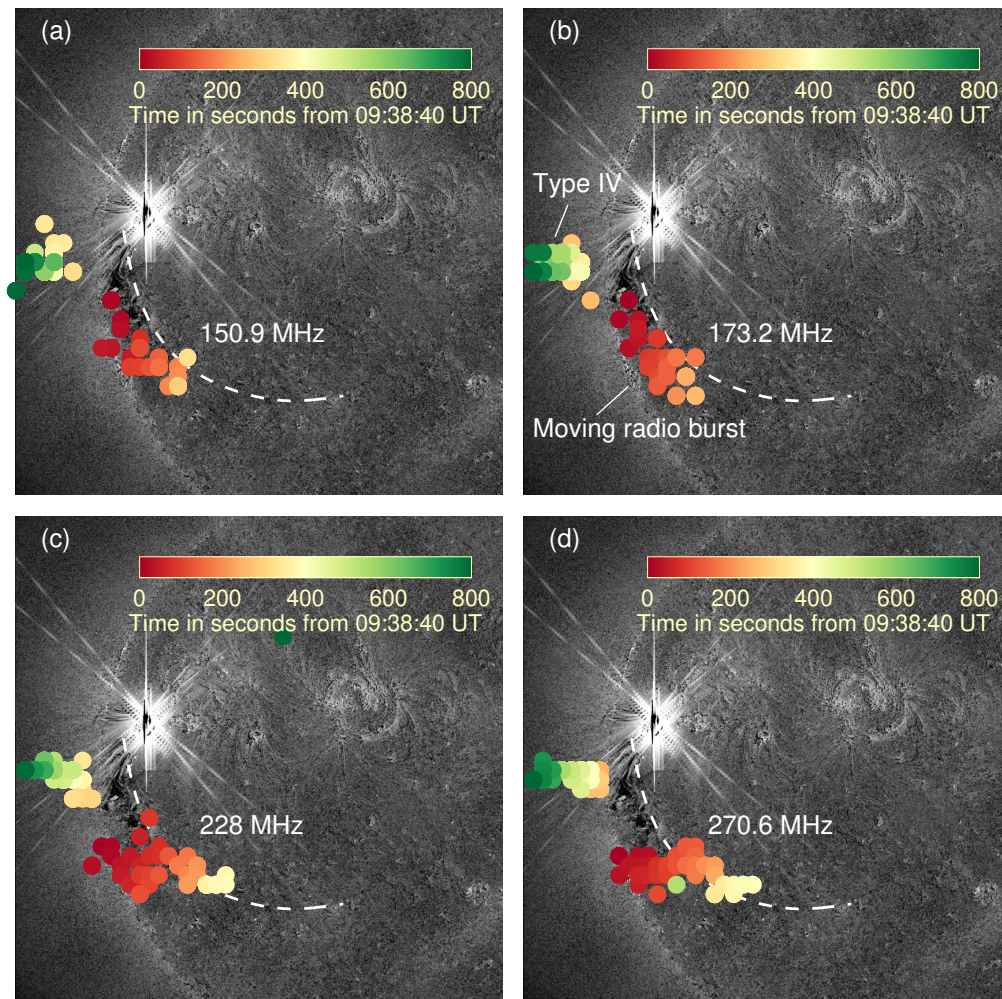 (a)
0 200 400 600 800
Time in seconds from 09:38:40 UT
150.9 MHz
(b)
0 200 400 600 800
Time in seconds from 09:38:40 UT
Type IV
173.2 MHz
Moving radio burst
(c)
0 200 400 600 800
Time in seconds from 09:38:40 UT
228 MHz
(d)
0 200 400 600 800
Time in seconds from 09:38:40 UT
270.6 MHz